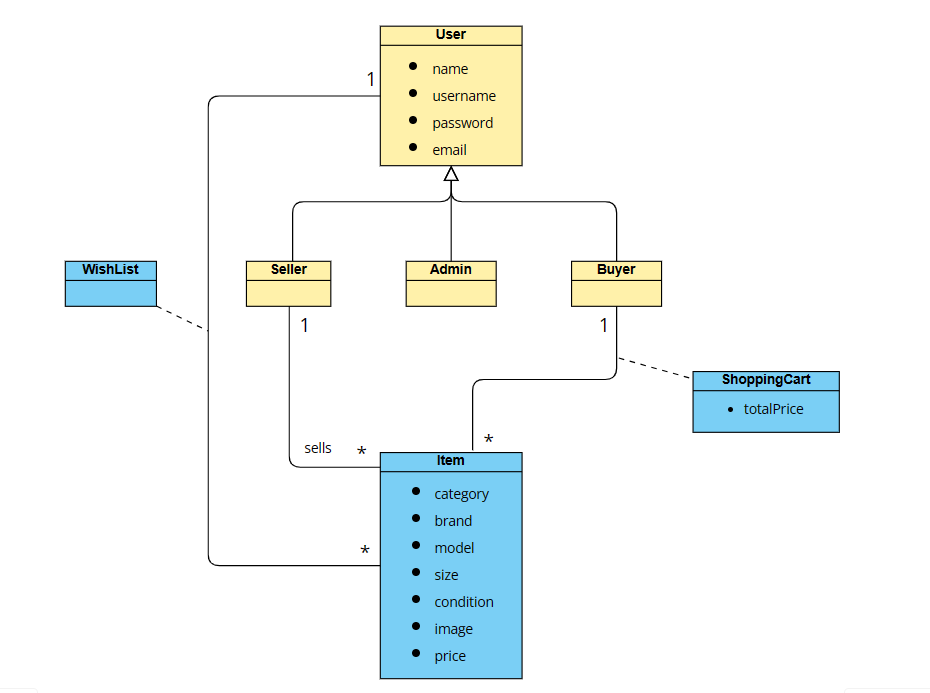 User
name
1
username
password
email
WishList
Seller
Admin
Buyer
1
1
ShoppingCart
totalPrice
*
sells
*
Item
category
brand
model
*
size
condition
image
price